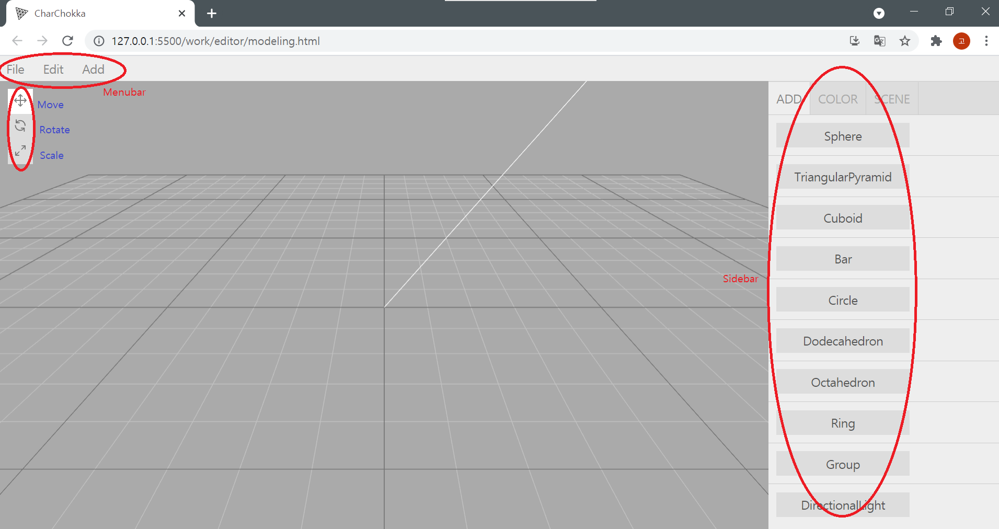 CharChokka
127.0.0.1:5500/work/editor/modeling.html
고
File Edit Add
Menubar
Move
Rotate
Scale
Sidebar
ADD COLOR SCENE
Sphere
TriangularPyramid
Cuboid
Bar
Circle
Dodecahedron
Octahedron
Ring
Group
DirectionalLight